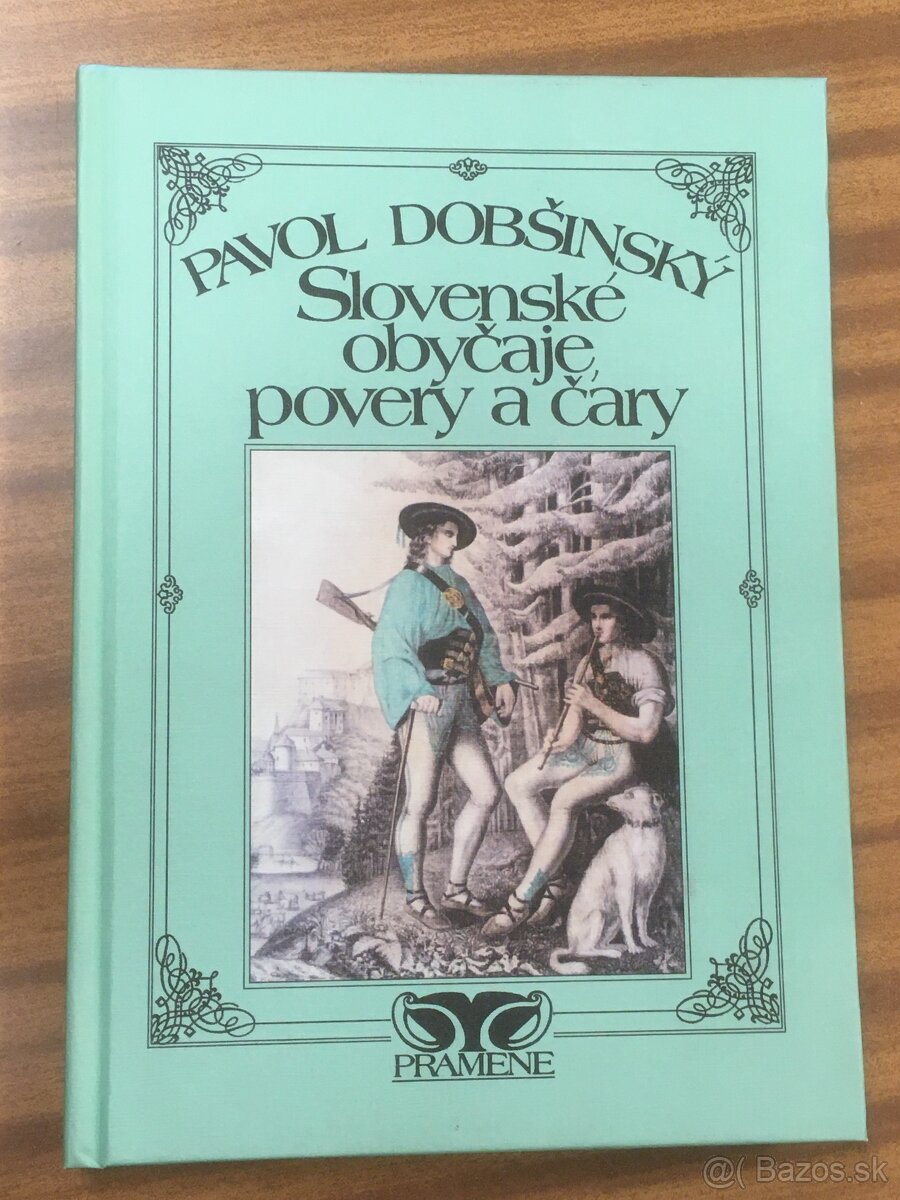 PAVOL DOBŠINSKÝ
Slovenské
obyčaje,
povery a čary
PRAMENE
@( Bazos.sk